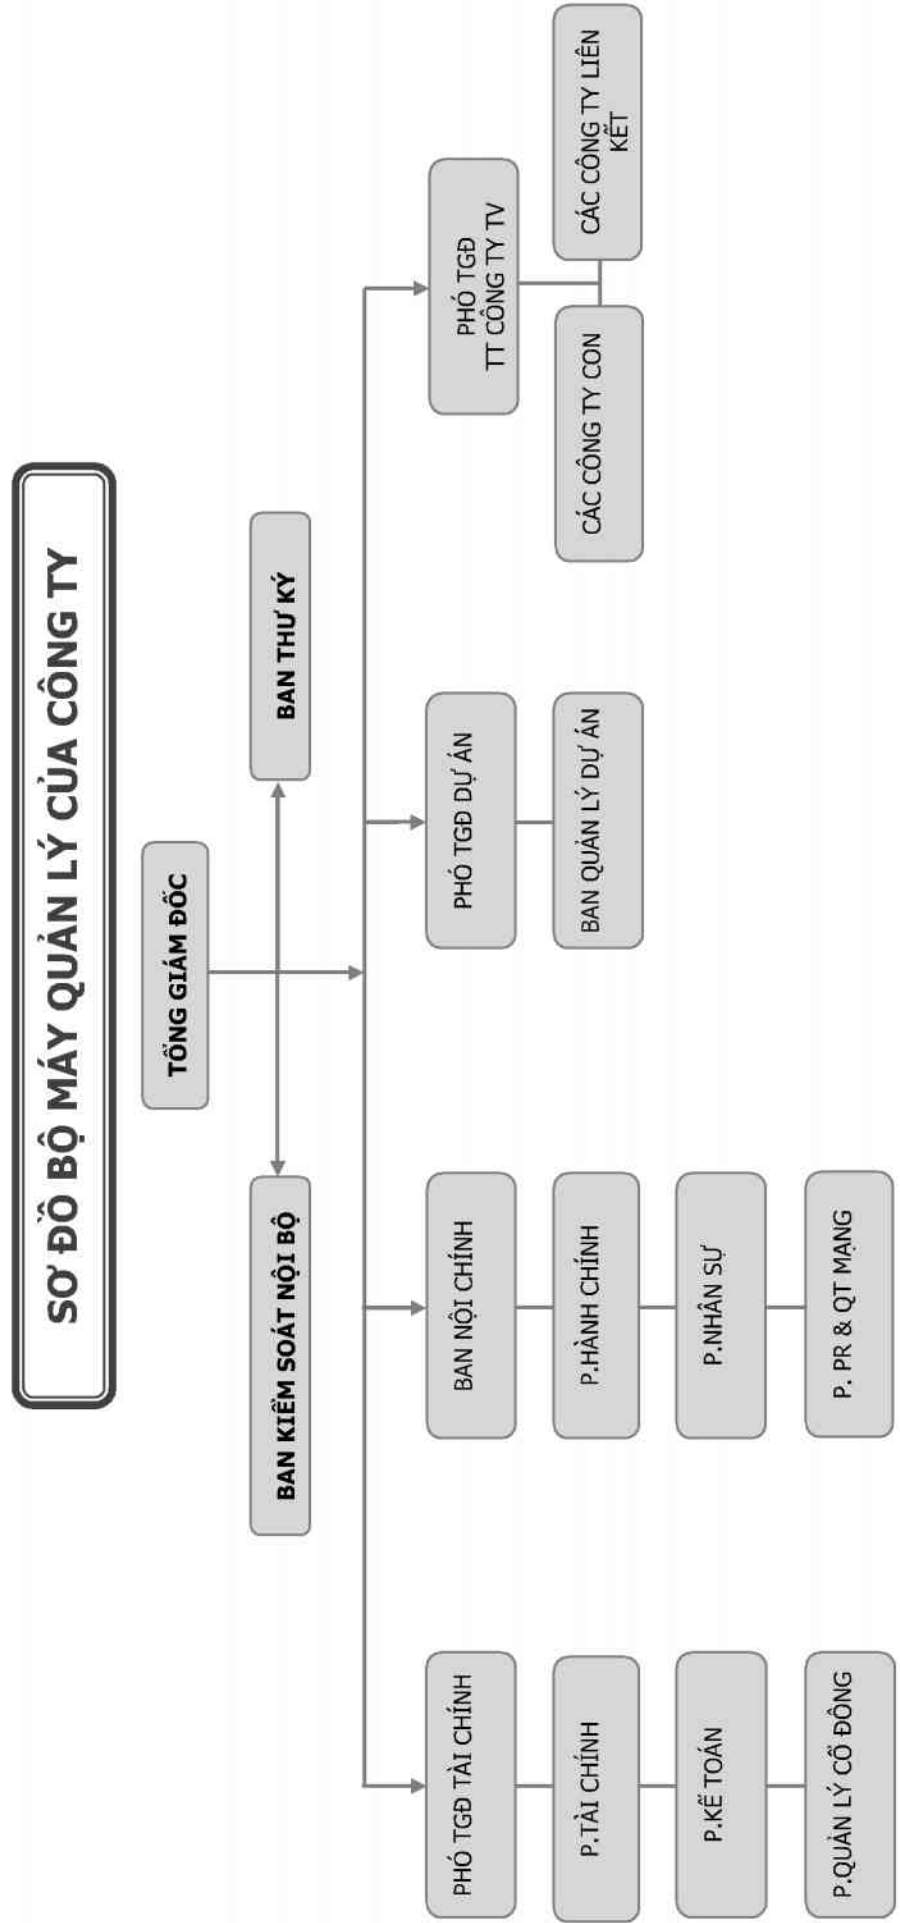 SƠ ĐỒ BỘ MÁY QUẢN LÝ CỦA CÔNG TY
TỔNG GIÁM ĐỐC
BAN KIỂM SOÁT NỘI BỘ
BAN THƯ KÝ
PHÓ TGĐ TÀI CHÍNH
P.TÀI CHÍNH
P.KẾ TOÁN
P.QUẢN LÝ CỔ ĐÔNG
BAN NỘI CHÍNH
P.HÀNH CHÍNH
P.NHÂN SỰ
P. PR & QT MẠNG
PHÓ TGĐ DỰ ÁN
BAN QUẢN LÝ DỰ ÁN
PHÓ TGĐ
TT CÔNG TY TV
CÁC CÔNG TY CON
CÁC CÔNG TY LIÊN
KẾT